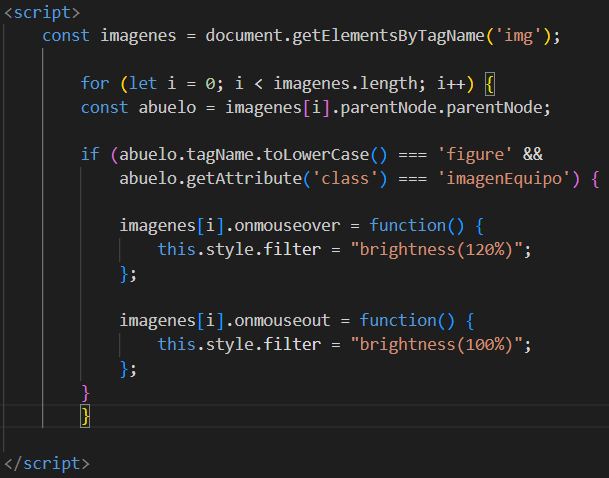 <script>
const imagenes = document.getElementsByTagName('img');
for (let i = 0; i < imagenes.length; i++) {
const abuelo = imagenes[i].parentNode.parentNode;
if (abuelo.tagName.toLowerCase() === 'figure' &&
abuelo.getAttribute('class') === 'imagenEquipo') {
imagenes[i].onmouseover = function() {
this.style.filter = "brightness(120%)";
};
imagenes[i].onmouseout = function() {
this.style.filter = "brightness(100%)";
};
}
}
</script>